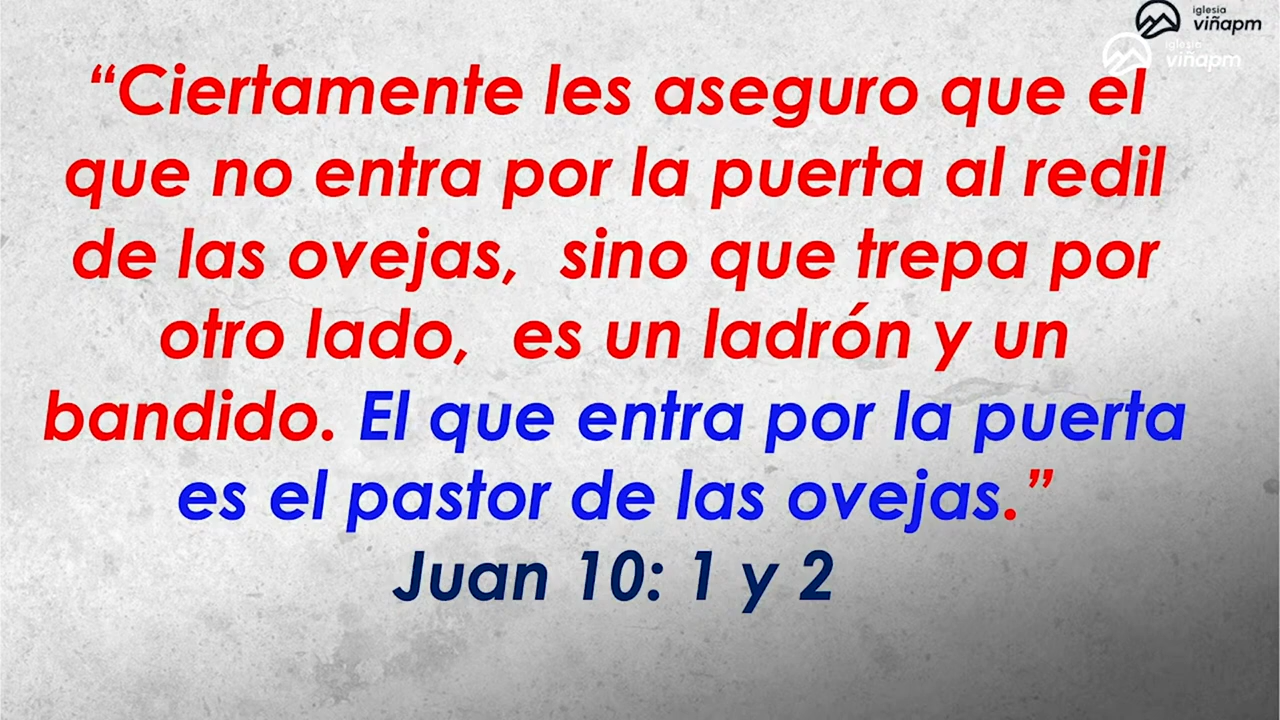 iglesia
viñapm
iglesia
viñapm
“Ciertamente les aseguro que el
que no entra por la puerta al redil
de las ovejas,  sino que trepa por
otro lado,  es un ladrón y un
bandido. El que entra por la puerta
es el pastor de las ovejas.”
Juan 10: 1 y 2